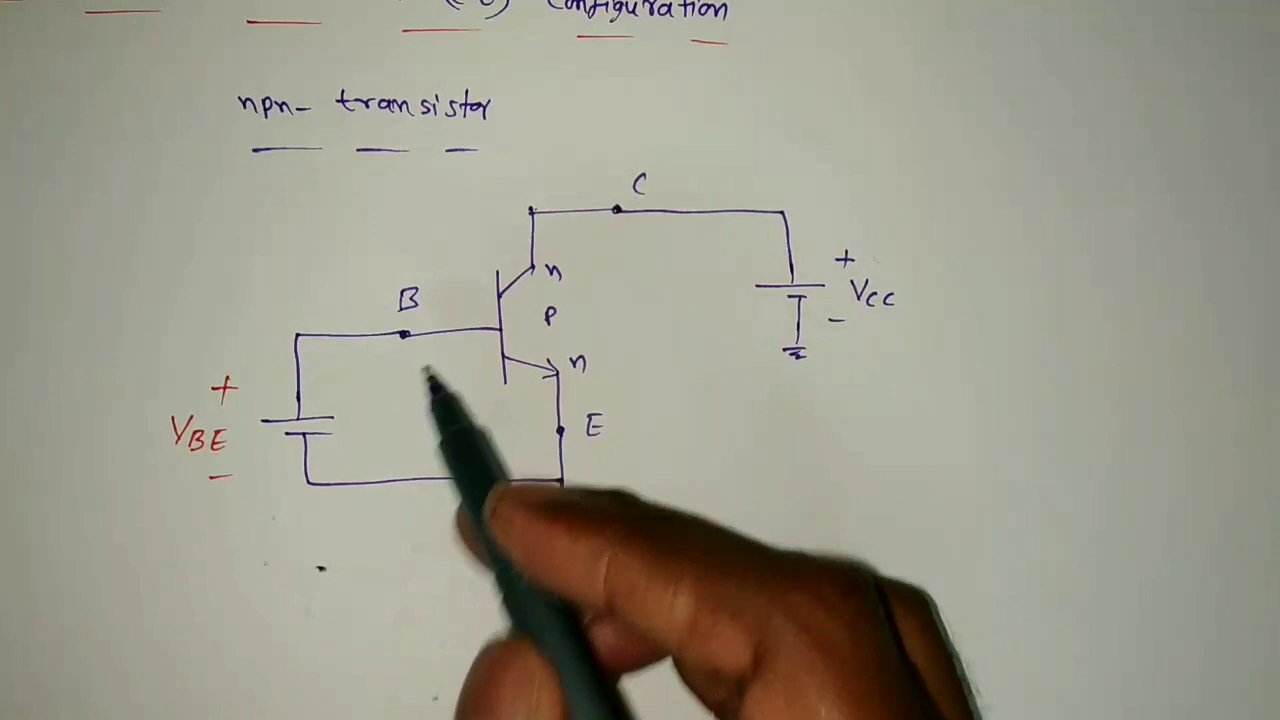 Configuration
npn- transistor
C
n
B
+
VCC
P
-
n
+
E
VBE
-